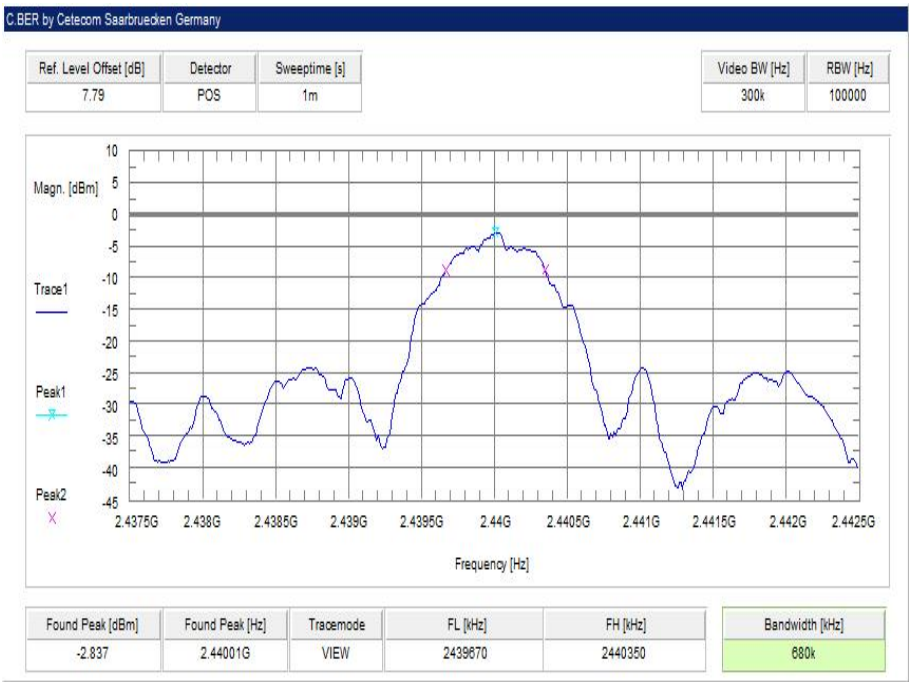 C.BER by Cetecom Saarbruecken Germany
Ref. Level Offset [dB] Detector Sweeptime [s] Video BW [Hz] RBW [Hz]
7.79 POS 1m 300k 100000
10
Magn. [dBm] 5
0
-5
-10
Trace1
-15
-20
-25
Peak1
-30
-35
-40
Peak2
-45
2.4375G 2.438G 2.4385G 2.439G 2.4395G 2.44G 2.4405G 2.441G 2.4415G 2.442G 2.4425G
Frequency [Hz]
Found Peak [dBm] Found Peak [Hz] Tracemode FL [kHz] FH [kHz] Bandwidth [kHz]
-2.837 2.44001G VIEW 2439670 2440350 680k